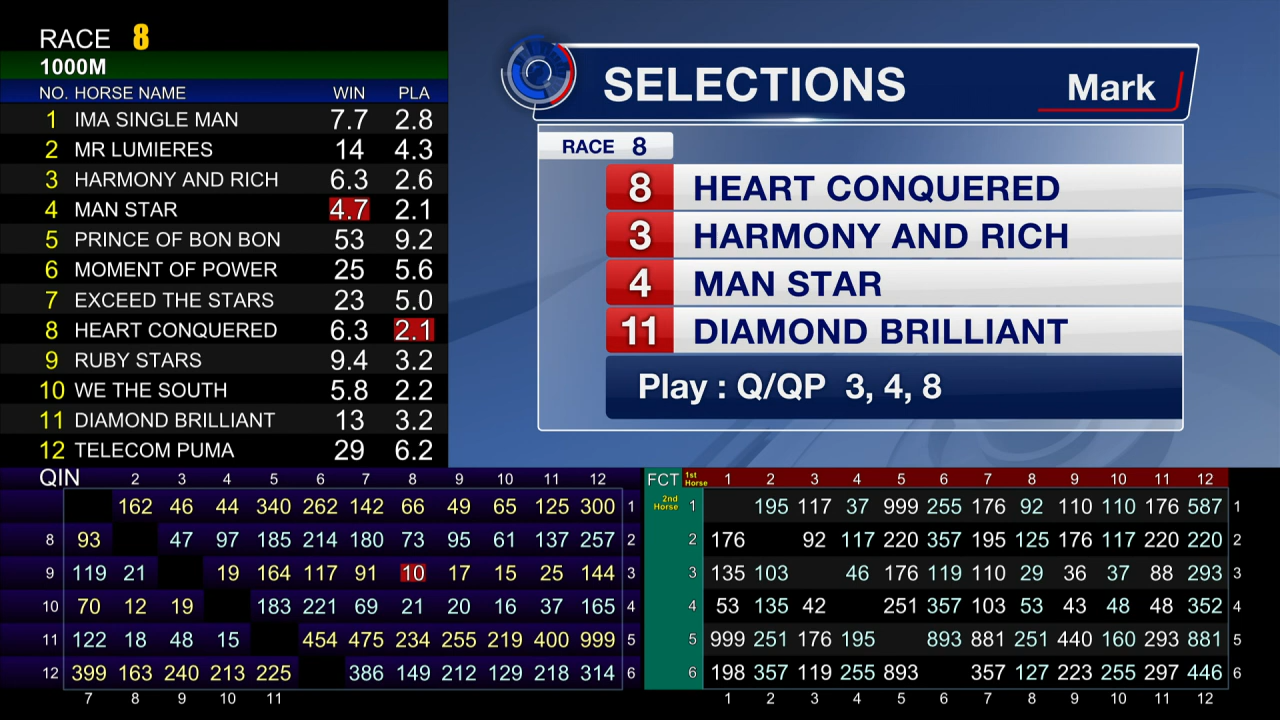 RACE 8
1000M
NO. HORSE NAME WIN PLA
1 IMA SINGLE MAN 7.7 2.8
2 MR LUMIERES 14 4.3
3 HARMONY AND RICH 6.3 2.6
4 MAN STAR 4.7 2.1
5 PRINCE OF BON BON 53 9.2
6 MOMENT OF POWER 25 5.6
7 EXCEED THE STARS 23 5.0
8 HEART CONQUERED 6.3 2.1
9 RUBY STARS 9.4 3.2
10 WE THE SOUTH 5.8 2.2
11 DIAMOND BRILLIANT 13 3.2
12 TELECOM PUMA 29 6.2
SELECTIONS Mark
RACE 8
8 HEART CONQUERED
3 HARMONY AND RICH
4 MAN STAR
11 DIAMOND BRILLIANT
Play : Q/QP 3, 4, 8
QIN 2 3 4 5 6 7 8 9 10 11 12
162 46 44 340 262 142 66 49 65 125 300 1
8 93 47 97 185 214 180 73 95 61 137 257 2
9 119 21 19 164 117 91 10 17 15 25 144 3
10 70 12 19 183 221 69 21 20 16 37 165 4
11 122 18 48 15 454 475 234 255 219 400 999 5
12 399 163 240 213 225 386 149 212 129 218 314 6
7 8 9 10 11
FCT 1st Horse 1 2 3 4 5 6 7 8 9 10 11 12
2nd Horse 1 195 117 37 999 255 176 92 110 110 176 587 1
2 176 92 117 220 357 195 125 176 117 220 220 2
3 135 103 46 176 119 110 29 36 37 88 293 3
4 53 135 42 251 357 103 53 43 48 48 352 4
5 999 251 176 195 893 881 251 440 160 293 881 5
6 198 357 119 255 893 357 127 223 255 297 446 6
1 2 3 4 5 6 7 8 9 10 11 12